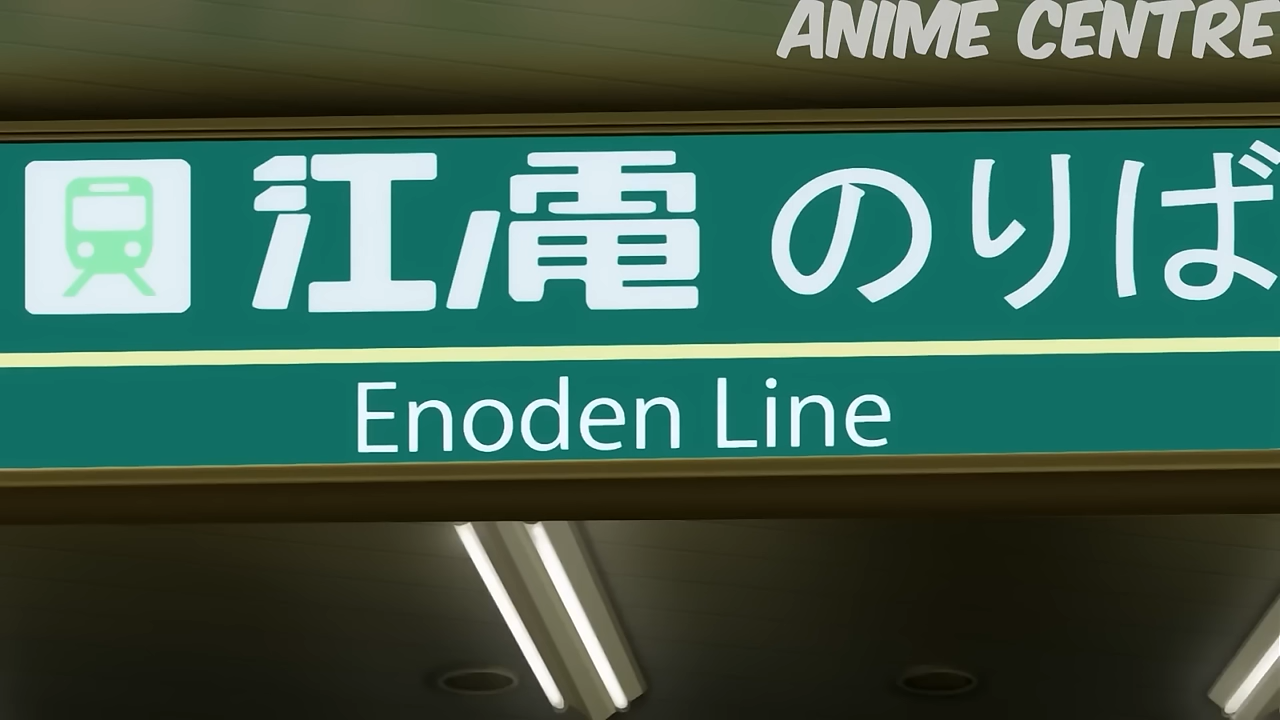 ANIME CENTRE
江電 のりば
Enoden Line